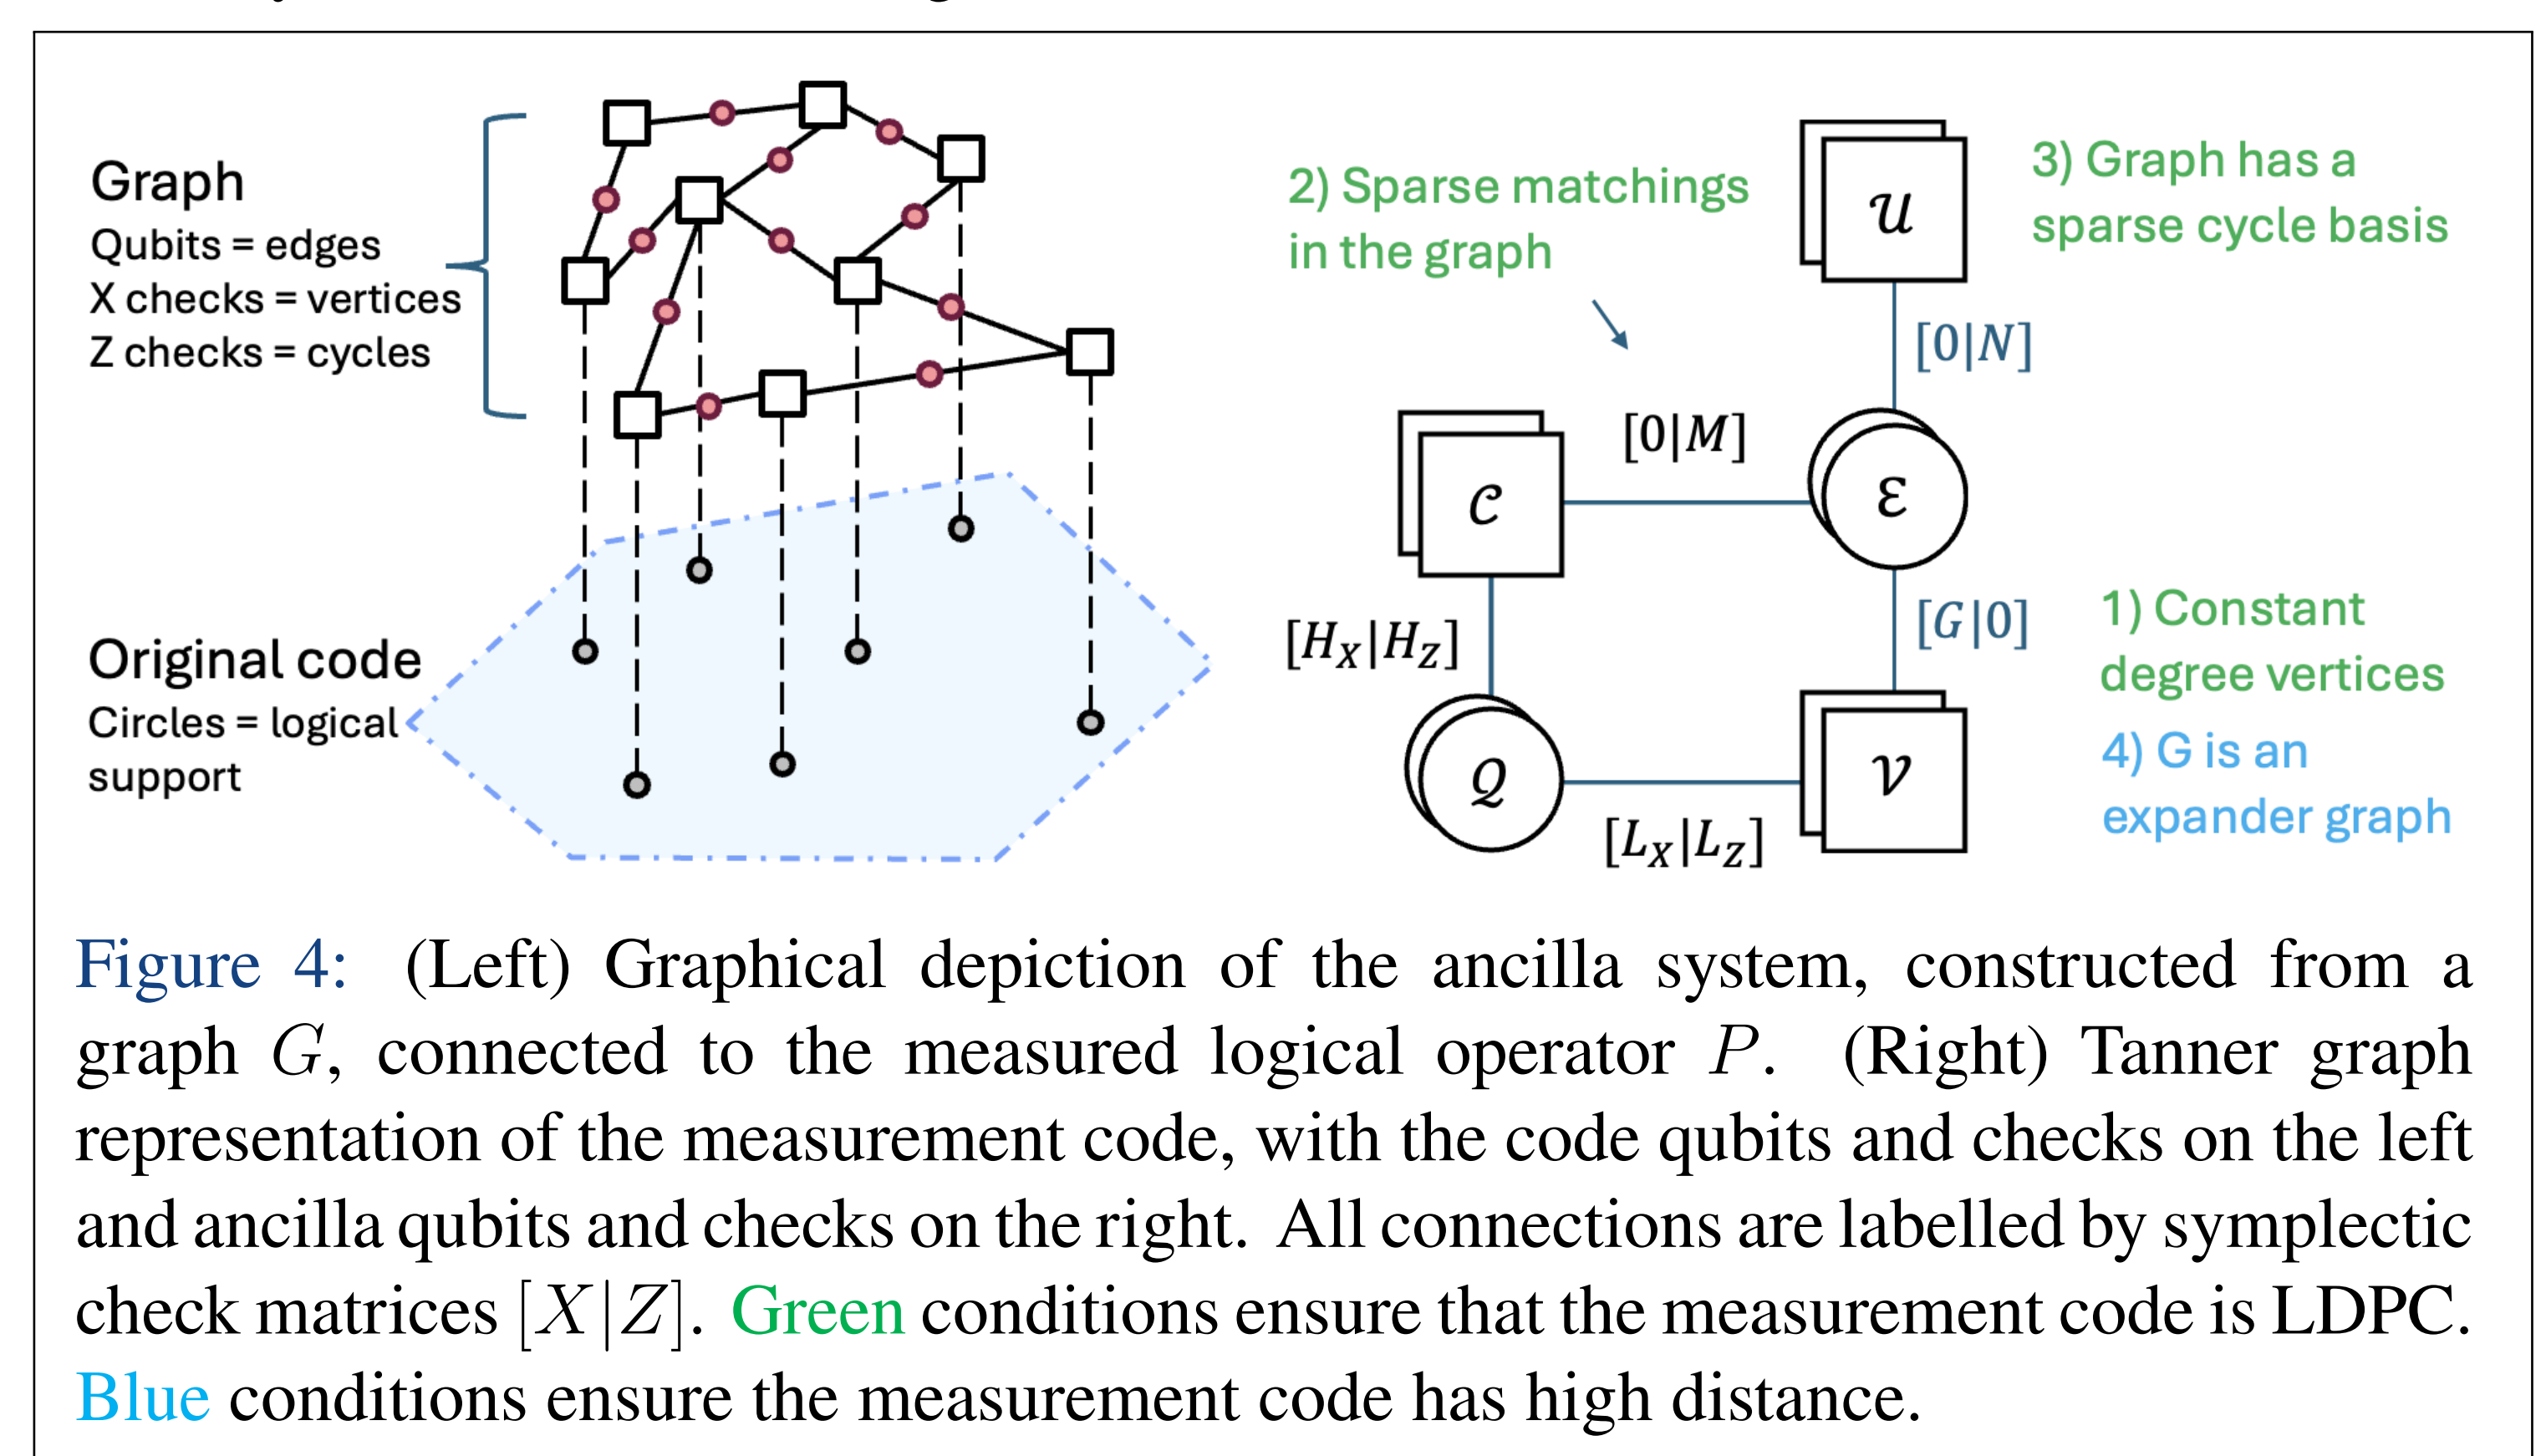 Graph
Qubits = edges
X checks = vertices
Z checks = cycles
Original code
Circles = logical
support
2) Sparse matchings
in the graph
𝒰
3) Graph has a
sparse cycle basis
[0|N]
[0|M]
𝒞
ℰ
[H_X|H_Z]
[G|0]
1) Constant
degree vertices
𝒬
𝒱
[L_X|L_Z]
4) G is an
expander graph
Figure 4: (Left) Graphical depiction of the ancilla system, constructed from a
graph G, connected to the measured logical operator P. (Right) Tanner graph
representation of the measurement code, with the code qubits and checks on the left
and ancilla qubits and checks on the right. All connections are labelled by symplectic
check matrices [X|Z]. Green conditions ensure that the measurement code is LDPC.
Blue conditions ensure the measurement code has high distance.